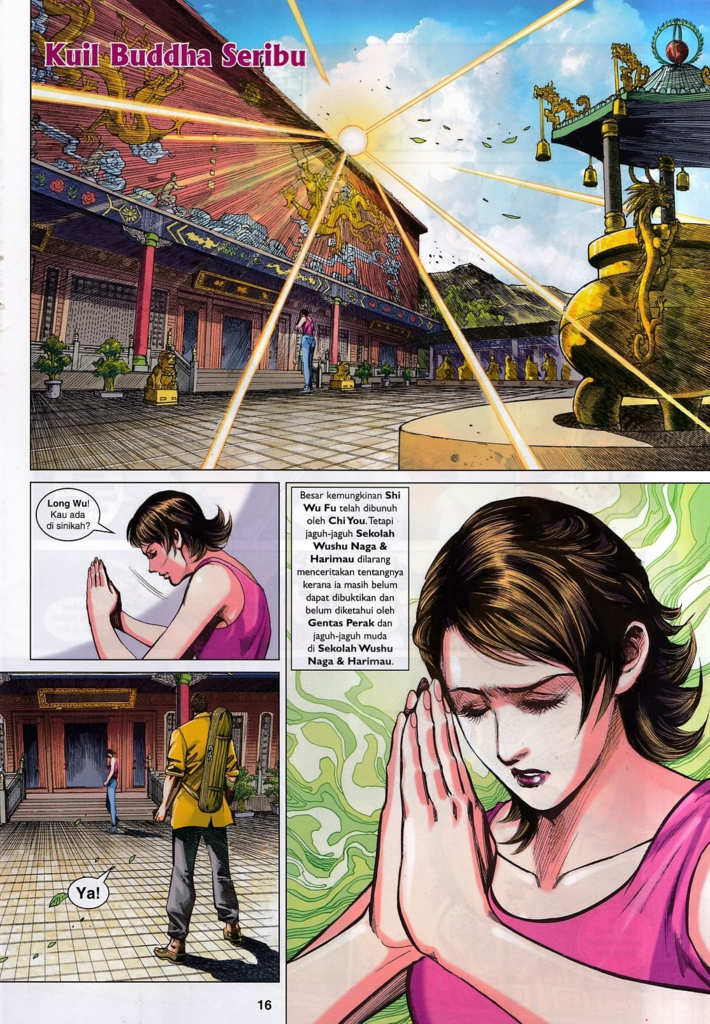 Kuil Buddha Seribu
Long Wu!
Kau ada
di sinikah?
Besar kemungkinan Shi
Wu Fu telah dibunuh
oleh Chi You. Tetapi
jaguh-jaguh Sekolah
Wushu Naga &
Harimau dilarang
menceritakan tentangnya
kerana ia masih belum
dapat dibuktikan dan
belum diketahui oleh
Gentas Perak dan
jaguh-jaguh muda
di Sekolah Wushu
Naga & Harimau.
Ya!
16